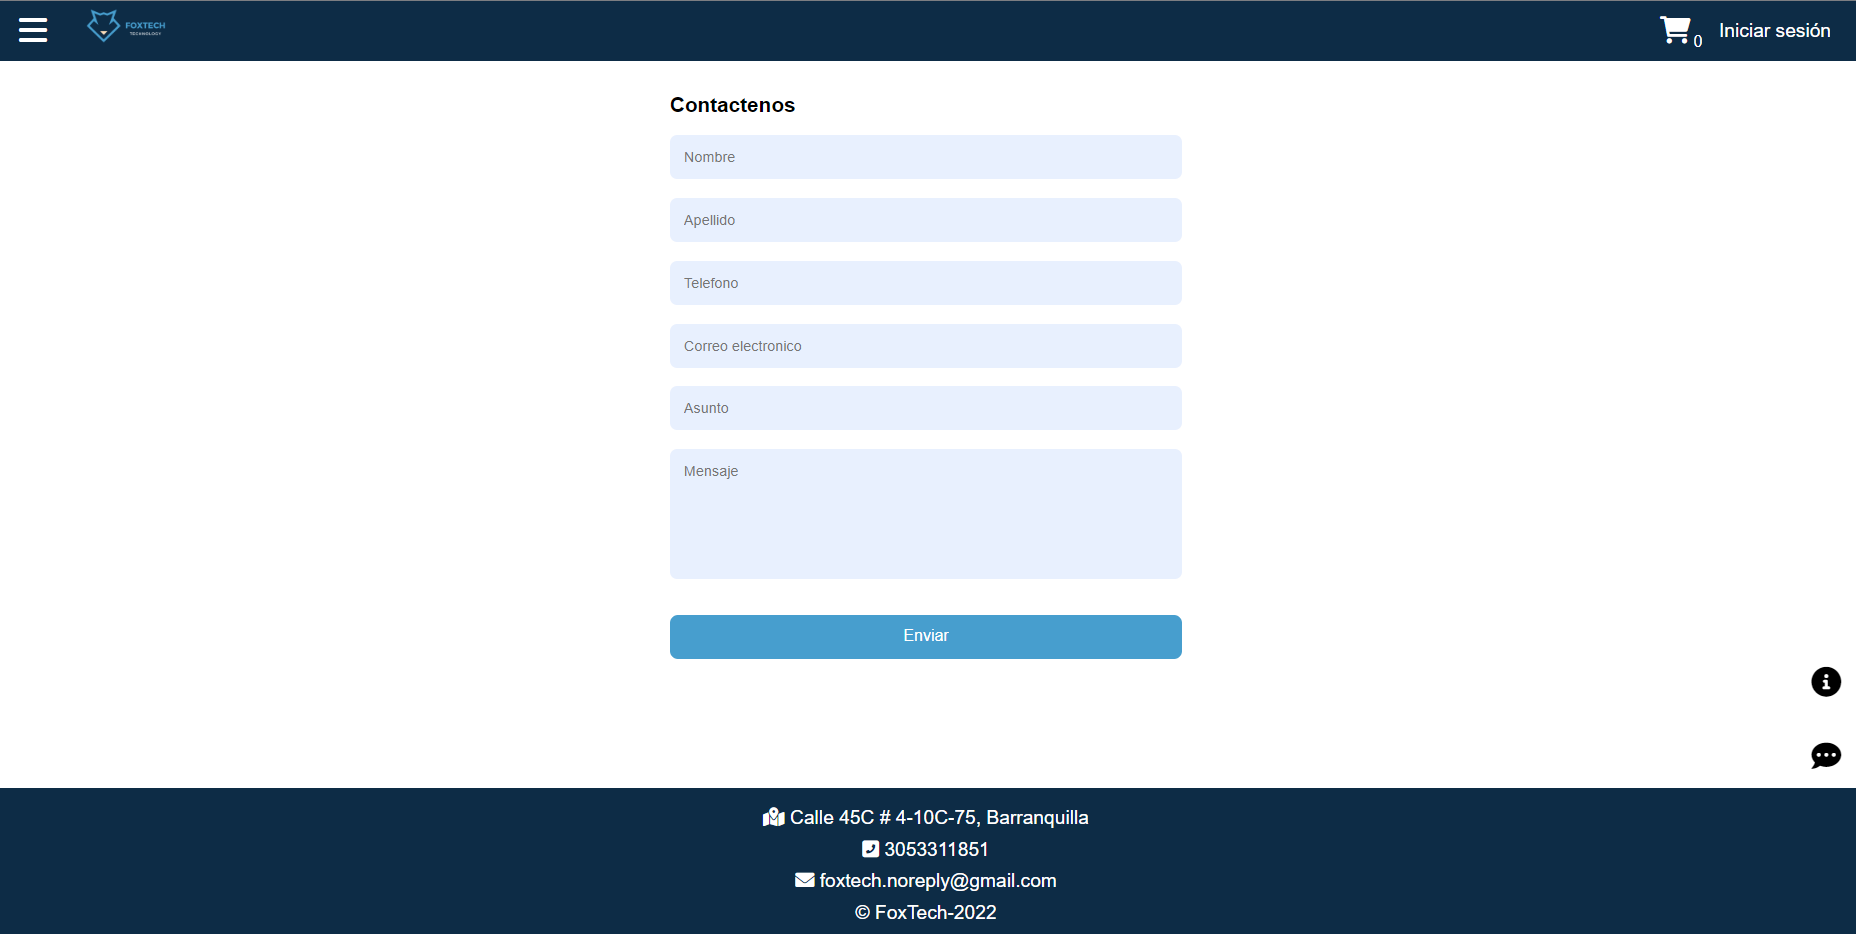 FOXTECH
TECHNOLOGY
0
Iniciar sesión
Contactenos
Nombre
Apellido
Telefono
Correo electronico
Asunto
Mensaje
Enviar
Calle 45C # 4-10C-75, Barranquilla
3053311851
foxtech.noreply@gmail.com
© FoxTech-2022